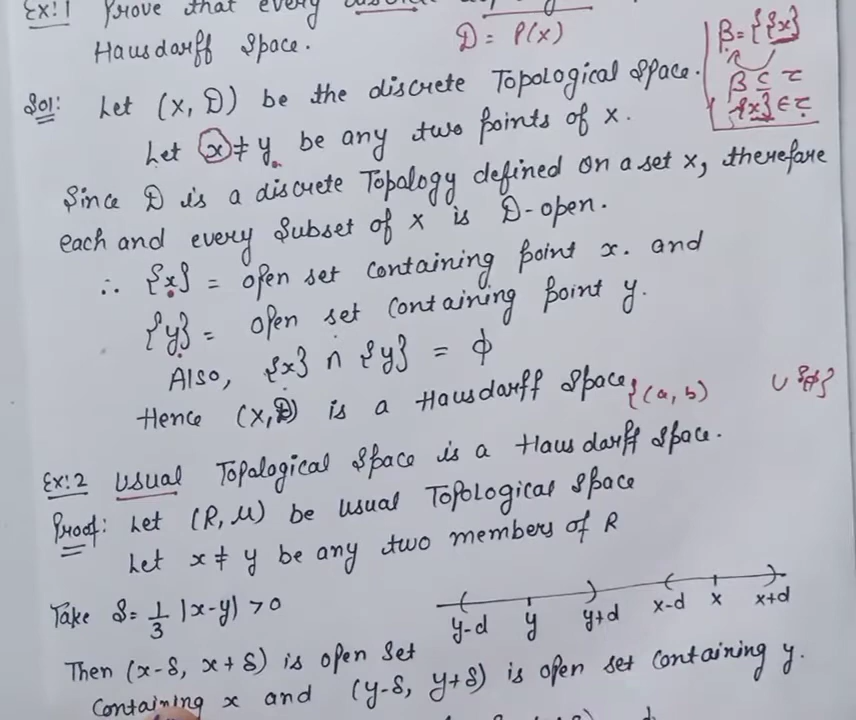 Ex:1 Prove that every
Hausdorff Space.
D = P(X)
β = {{x}
β ⊆ τ
{x} ∈ τ
Sol: Let (X, D) be the discrete Topological Space.
Let x ≠ y be any two points of X.
Since D is a discrete Topology defined on a set X, therefore
each and every subset of X is D-open.
∴ {x} = open set containing point x. and
{y} = open set containing point y.
Also, {x} ∩ {y} = ϕ
Hence (X, D) is a Hausdorff Space
{(a, b) ∪ {ϕ}
Ex:2 Usual Topological Space is a Hausdorff Space.
Proof: Let (R, U) be usual Topological Space
Let x ≠ y be any two members of R
Take δ = 1/3 |x-y| > 0
y-d y y+d x-d x x+d
Then (x-δ, x+δ) is open set
containing x and (y-δ, y+δ) is open set containing y.